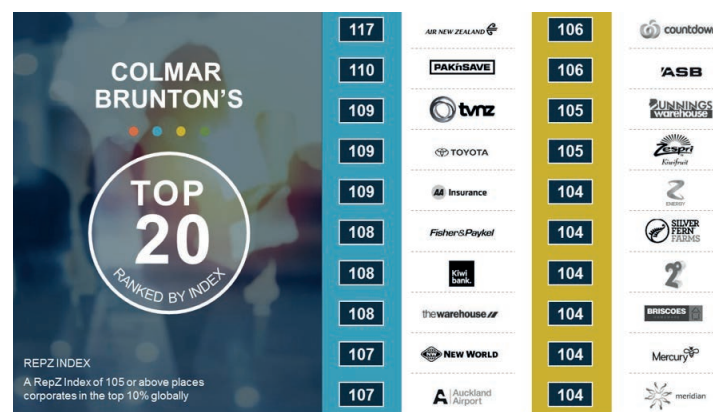 COLMAR
BRUNTON'S
TOP
20
RANKED BY INDEX
REPZ INDEX
A RepZ Index of 105 or above places
corporates in the top 10% globally
117 AIR NEW ZEALAND
110 PAK'nSAVE
109 tvnz
109 TOYOTA
109 AA Insurance
108 Fisher&Paykel
108 Kiwi
bank.
108 thewarehouse
107 NW NEW WORLD
107 A Auckland
Airport
106 countdown
106 ASB
105 BUNNINGS
warehouse
105 Zespri
Kiwifruit
104 Z
ENERGY
104 SILVER
FERN
FARMS
104 2°
104 BRISCOES
104 Mercury
104 meridian